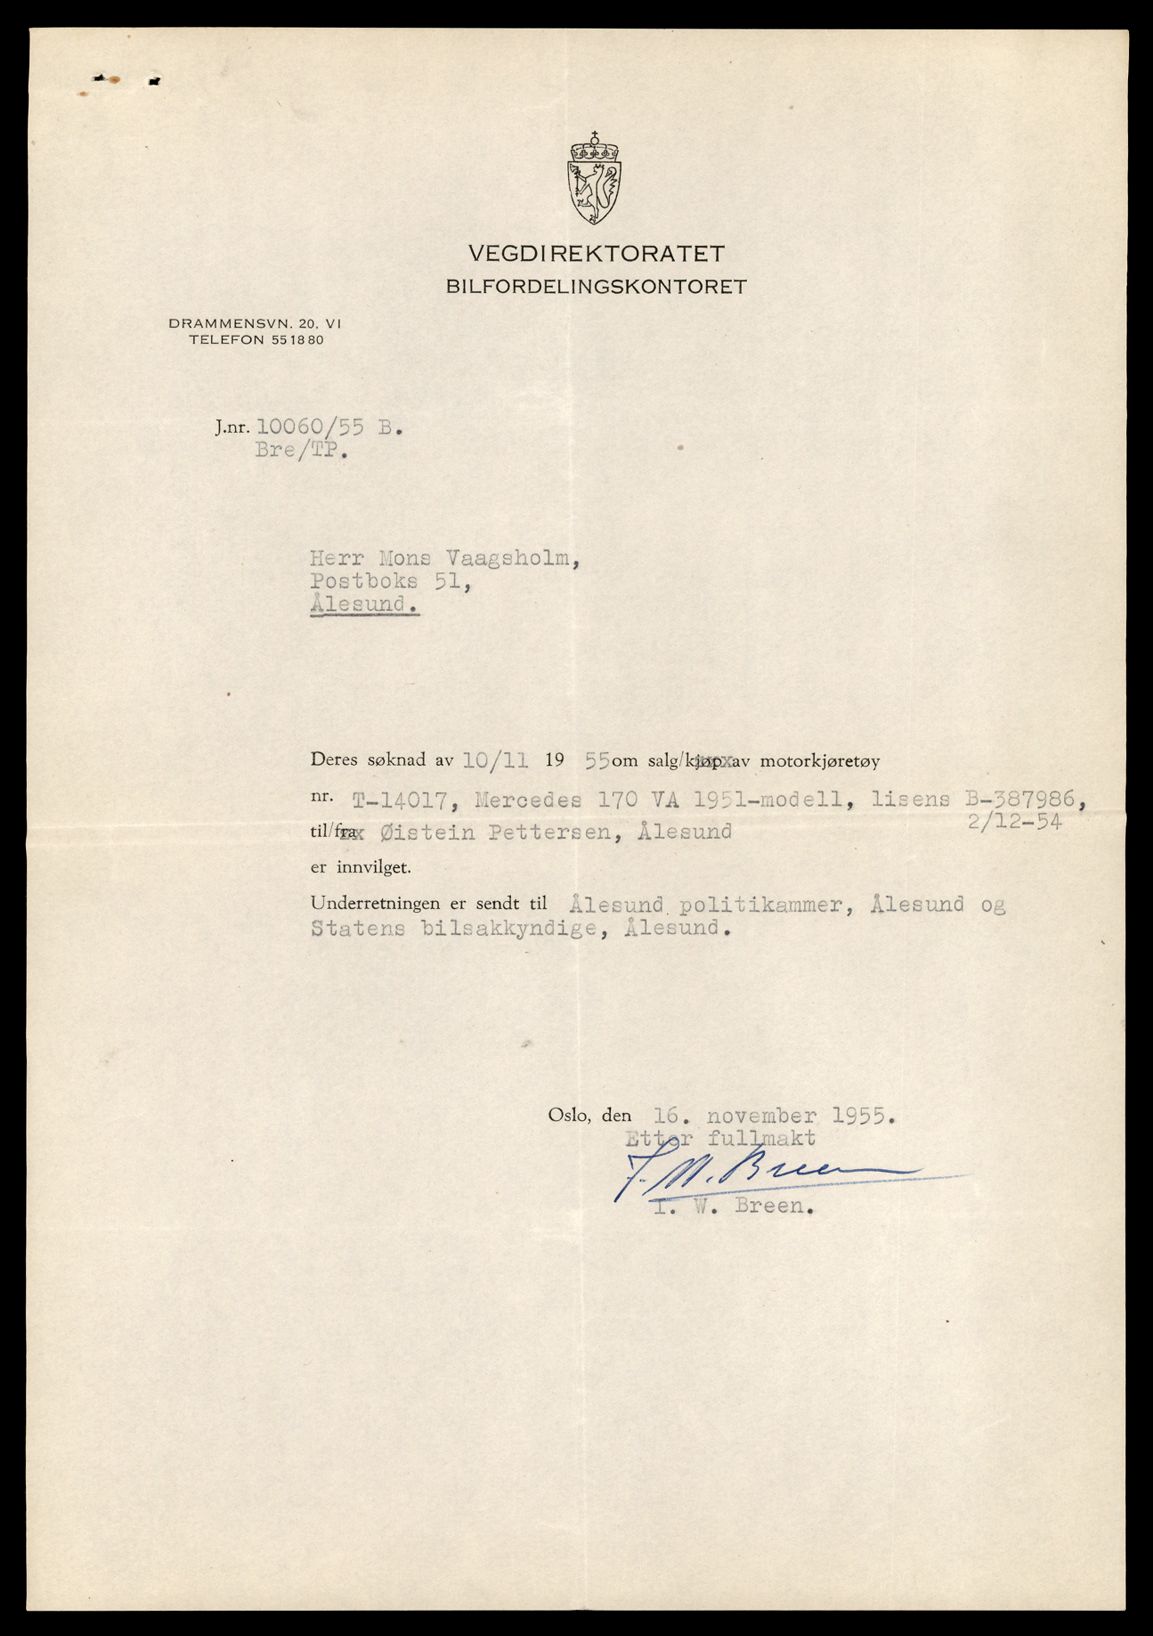 VEGDIREKTORATET
BILFORDELINGSKONTORET
DRAMMENSVN. 20, VI
TELEFON 551880
J.nr. 10060/55 B.
Bre/TP.
Herr Mons Vaagsholm,
Postboks 51,
Ålesund.
Deres søknad av 10/11 19 55 om salg/kjøp av motorkjøretøy
nr. T-14017, Mercedes 170 VA 1951-modell, lisens B-387986,
2/12-54
til/fra Øistein Pettersen, Ålesund
er innvilget.
Underretningen er sendt til Ålesund politikammer, Ålesund og
Statens bilsakkyndige, Ålesund.
Oslo, den 16. november 1955.
Etter fullmakt
I. W. Breen
I. W. Breen.